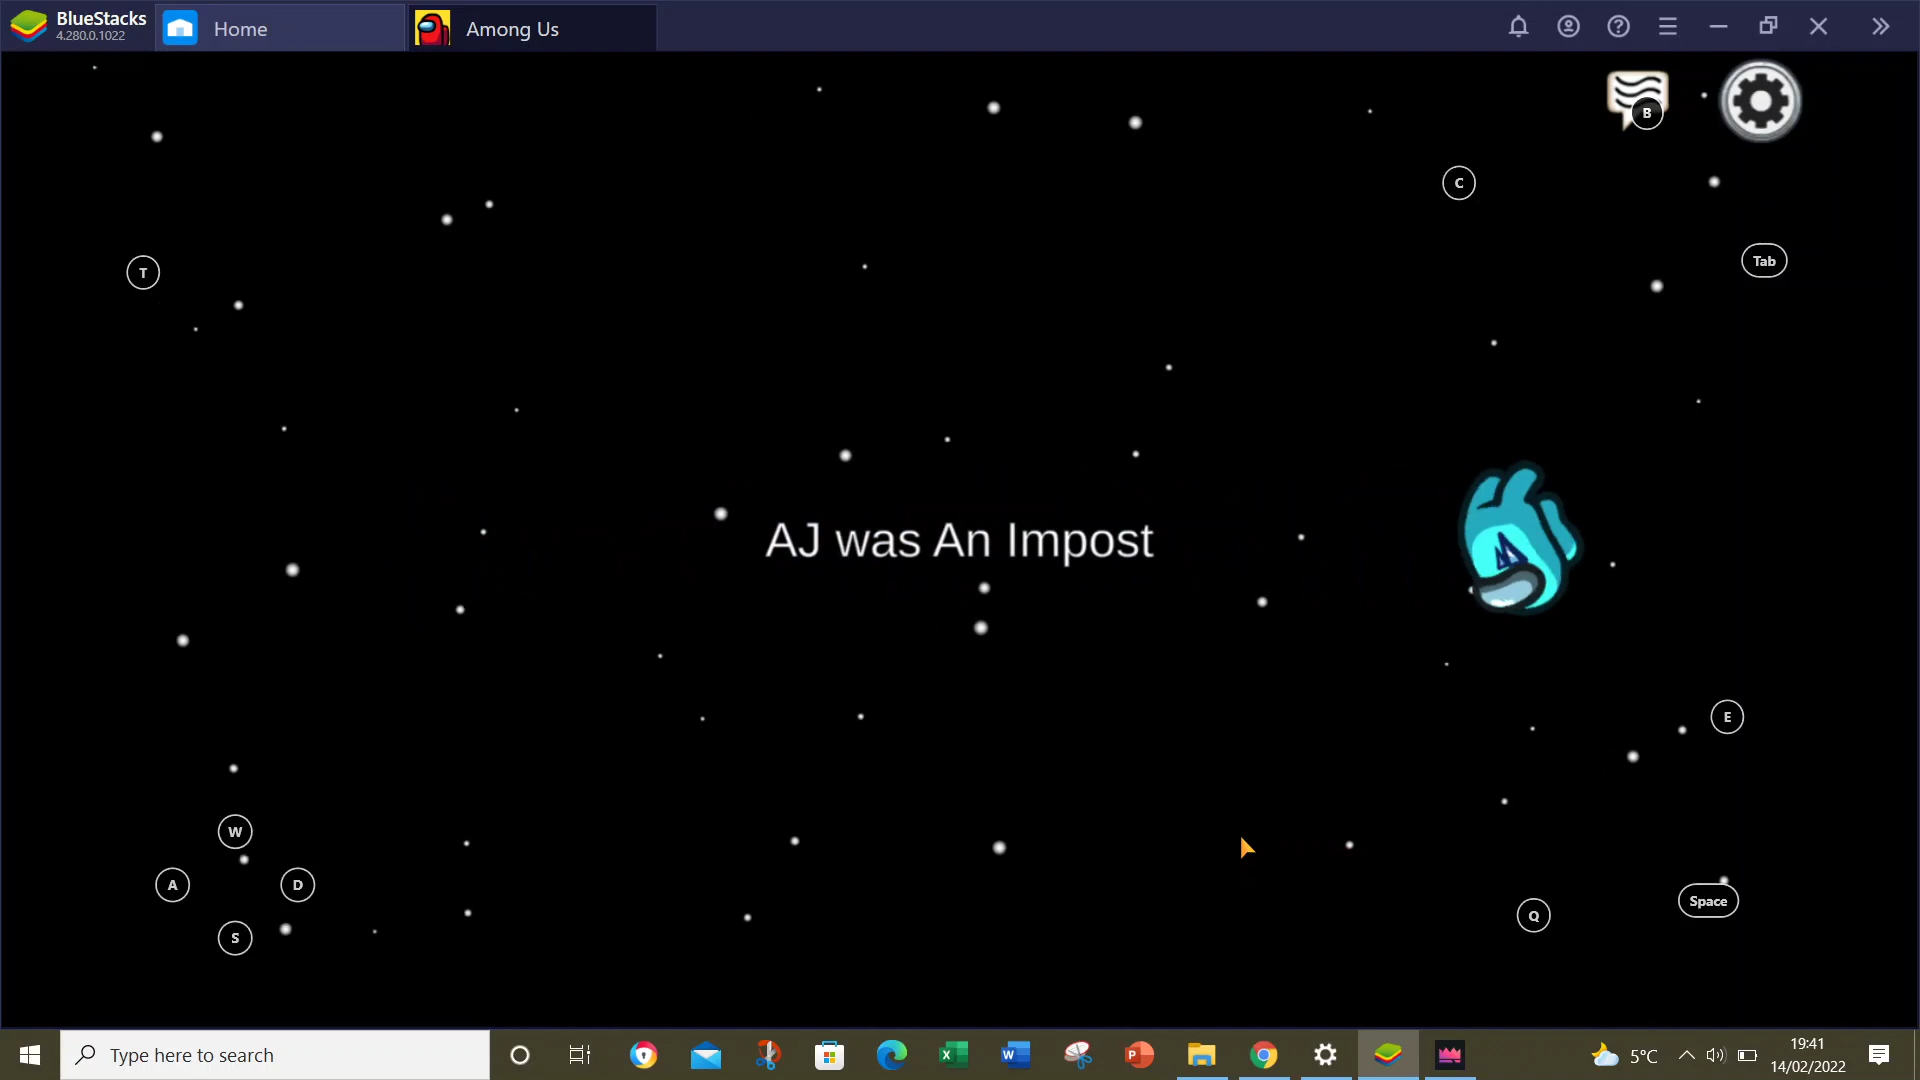 BlueStacks
4.280.0.1022
Home
Among Us
B
C
T
Tab
AJ was An Impost
E
W
A
D
S
Q
Space
Type here to search
5°C
19:41
14/02/2022